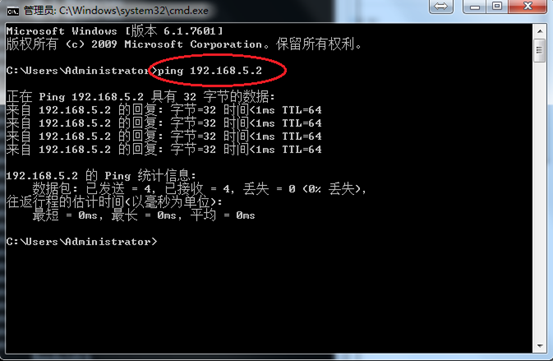 管理员: C:\Windows\system32\cmd.exe
Microsoft Windows [版本 6.1.7601]
版权所有 (c) 2009 Microsoft Corporation。保留所有权利。
C:\Users\Administrator>ping 192.168.5.2
正在 Ping 192.168.5.2 具有 32 字节的数据:
来自 192.168.5.2 的回复: 字节=32 时间<1ms TTL=64
来自 192.168.5.2 的回复: 字节=32 时间<1ms TTL=64
来自 192.168.5.2 的回复: 字节=32 时间<1ms TTL=64
来自 192.168.5.2 的回复: 字节=32 时间<1ms TTL=64
192.168.5.2 的 Ping 统计信息:
数据包: 已发送 = 4，已接收 = 4，丢失 = 0 (0% 丢失)，
往返行程的估计时间(以毫秒为单位):
最短 = 0ms，最长 = 0ms，平均 = 0ms
C:\Users\Administrator>